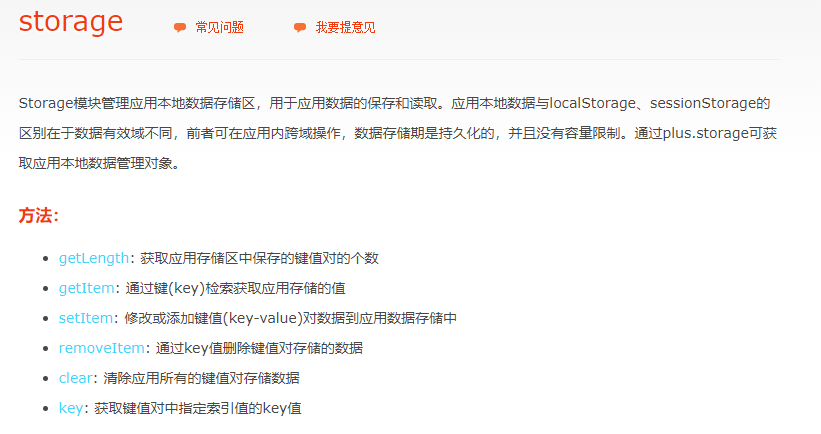 storage 常见问题 我要提意见
Storage模块管理应用本地数据存储区，用于应用数据的保存和读取。应用本地数据与localStorage、sessionStorage的
区别在于数据有效域不同，前者可在应用内跨域操作，数据存储期是持久化的，并且没有容量限制。通过plus.storage可获
取应用本地数据管理对象。
方法：
getLength: 获取应用存储区中保存的键值对的个数
getItem: 通过键(key)检索获取应用存储的值
setItem: 修改或添加键值(key-value)对数据到应用数据存储中
removeItem: 通过key值删除键值对存储的数据
clear: 清除应用所有的键值对存储数据
key: 获取键值对中指定索引值的key值